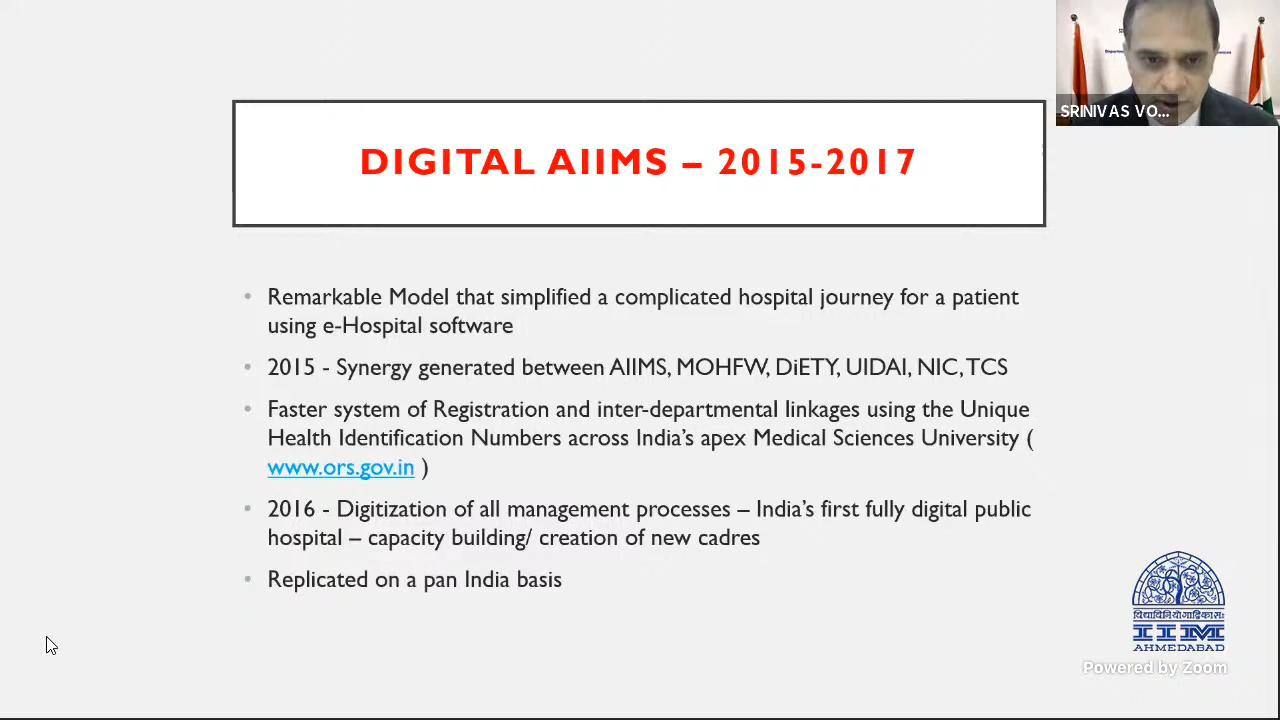 DIGITAL AIIMS – 2015-2017
SRINIVAS VO...
• Remarkable Model that simplified a complicated hospital journey for a patient
using e-Hospital software
• 2015 - Synergy generated between AIIMS, MOHFW, DiETY, UIDAI, NIC, TCS
• Faster system of Registration and inter-departmental linkages using the Unique
Health Identification Numbers across India’s apex Medical Sciences University (
www.ors.gov.in )
• 2016 - Digitization of all management processes – India’s first fully digital public
hospital – capacity building/ creation of new cadres
• Replicated on a pan India basis
विद्याविनियोगाद्विकासः
IIM
AHMEDABAD
Powered by Zoom